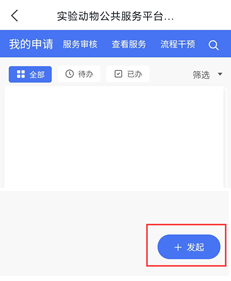 实验动物公共服务平台...
我的申请 服务审核 查看服务 流程干预
全部 待办 已办 筛选
+ 发起